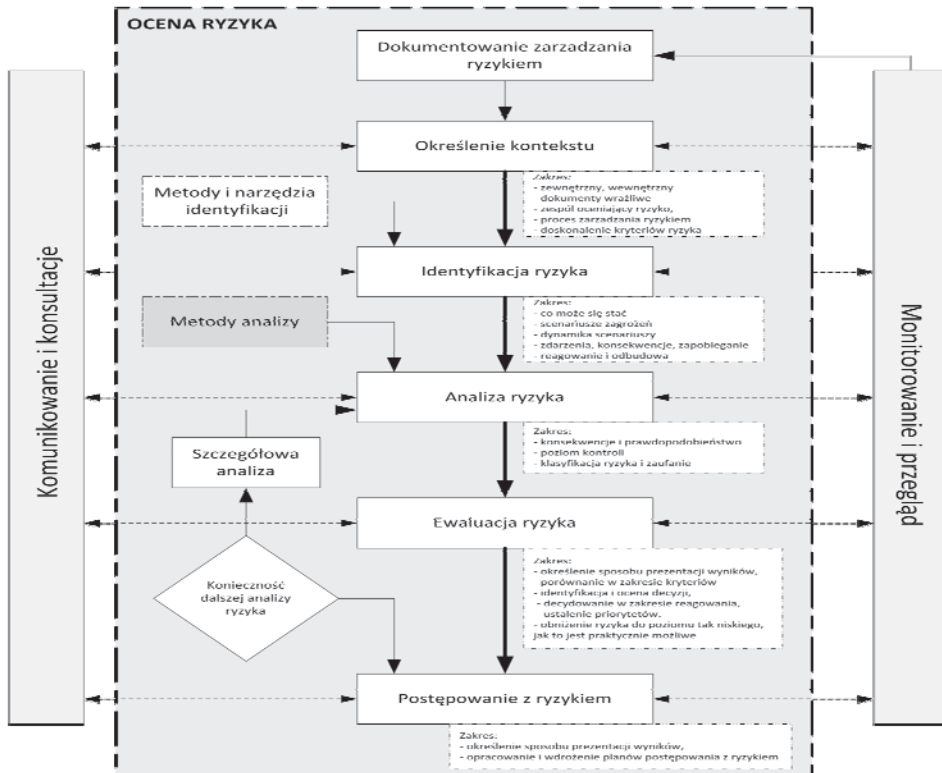 OCENA RYZYKA
Dokumentowanie zarzadzania
ryzykiem
Określenie kontekstu
Zakres:
- zewnętrzny, wewnętrzny
dokumenty wrażliwe
- zespół oceniający ryzyko,
- proces zarządzania ryzykiem
- doskonalenie kryteriów ryzyka
Metody i narzędzia
identyfikacji
Identyfikacja ryzyka
Zakres:
- co może się stać
- scenariusze zagrożeń
- dynamika scenariuszy
- zdarzenia, konsekwencje, zapobieganie
- reagowanie i odbudowa
Metody analizy
Analiza ryzyka
Zakres:
- konsekwencje i prawdopodobieństwo
- poziom kontroli
- klasyfikacja ryzyka i zaufanie
Szczegółowa
analiza
Ewaluacja ryzyka
Zakres:
- określenie sposobu prezentacji wyników,
porównanie w zakresie kryteriów
- identyfikacja i ocena decyzji,
- decydowanie w zakresie reagowania,
ustalenie priorytetów.
- obniżenie ryzyka do poziomu tak niskiego,
jak to jest praktycznie możliwe
Konieczność
dalszej analizy
ryzyka
Postępowanie z ryzykiem
Zakres:
- określenie sposobu prezentacji wyników,
- opracowanie i wdrożenie planów postępowania z ryzykiem
Komunikowanie i konsultacje
Monitorowanie i przegląd